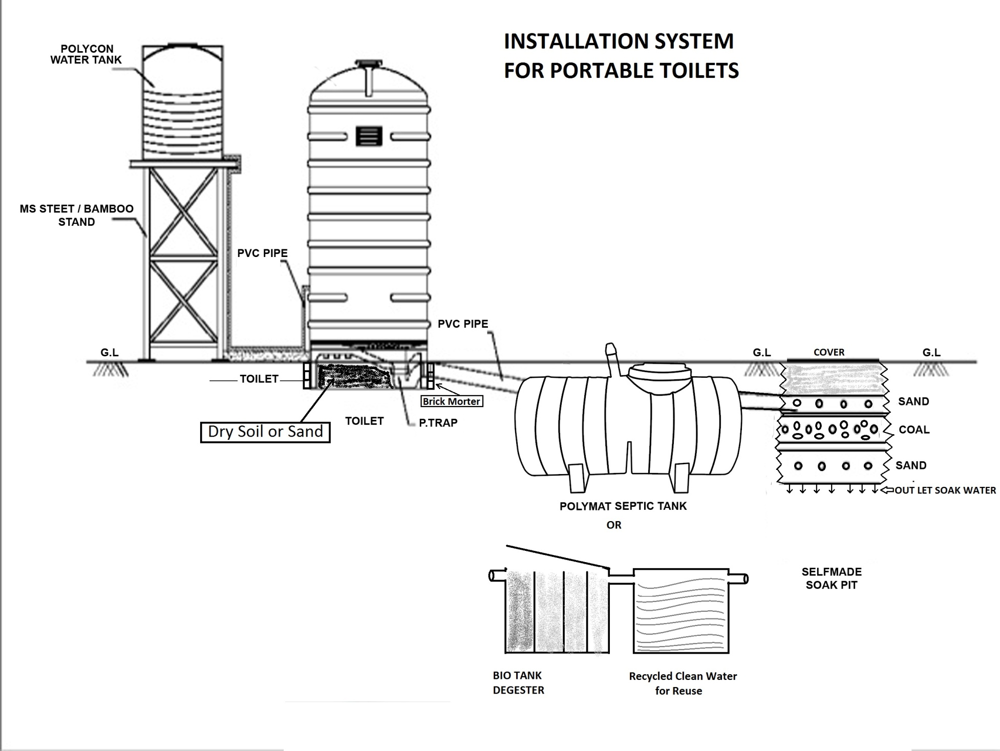 INSTALLATION SYSTEM
FOR PORTABLE TOILETS
POLYCON
WATER TANK
MS STEET / BAMBOO
STAND
PVC PIPE
PVC PIPE
G.L
G.L
COVER
G.L
TOILET
Brick Morter
SAND
Dry Soil or Sand
TOILET
P.TRAP
COAL
SAND
OUT LET SOAK WATER
POLYMAT SEPTIC TANK
OR
SELFMADE
SOAK PIT
BIO TANK
DEGESTER
Recycled Clean Water
for Reuse